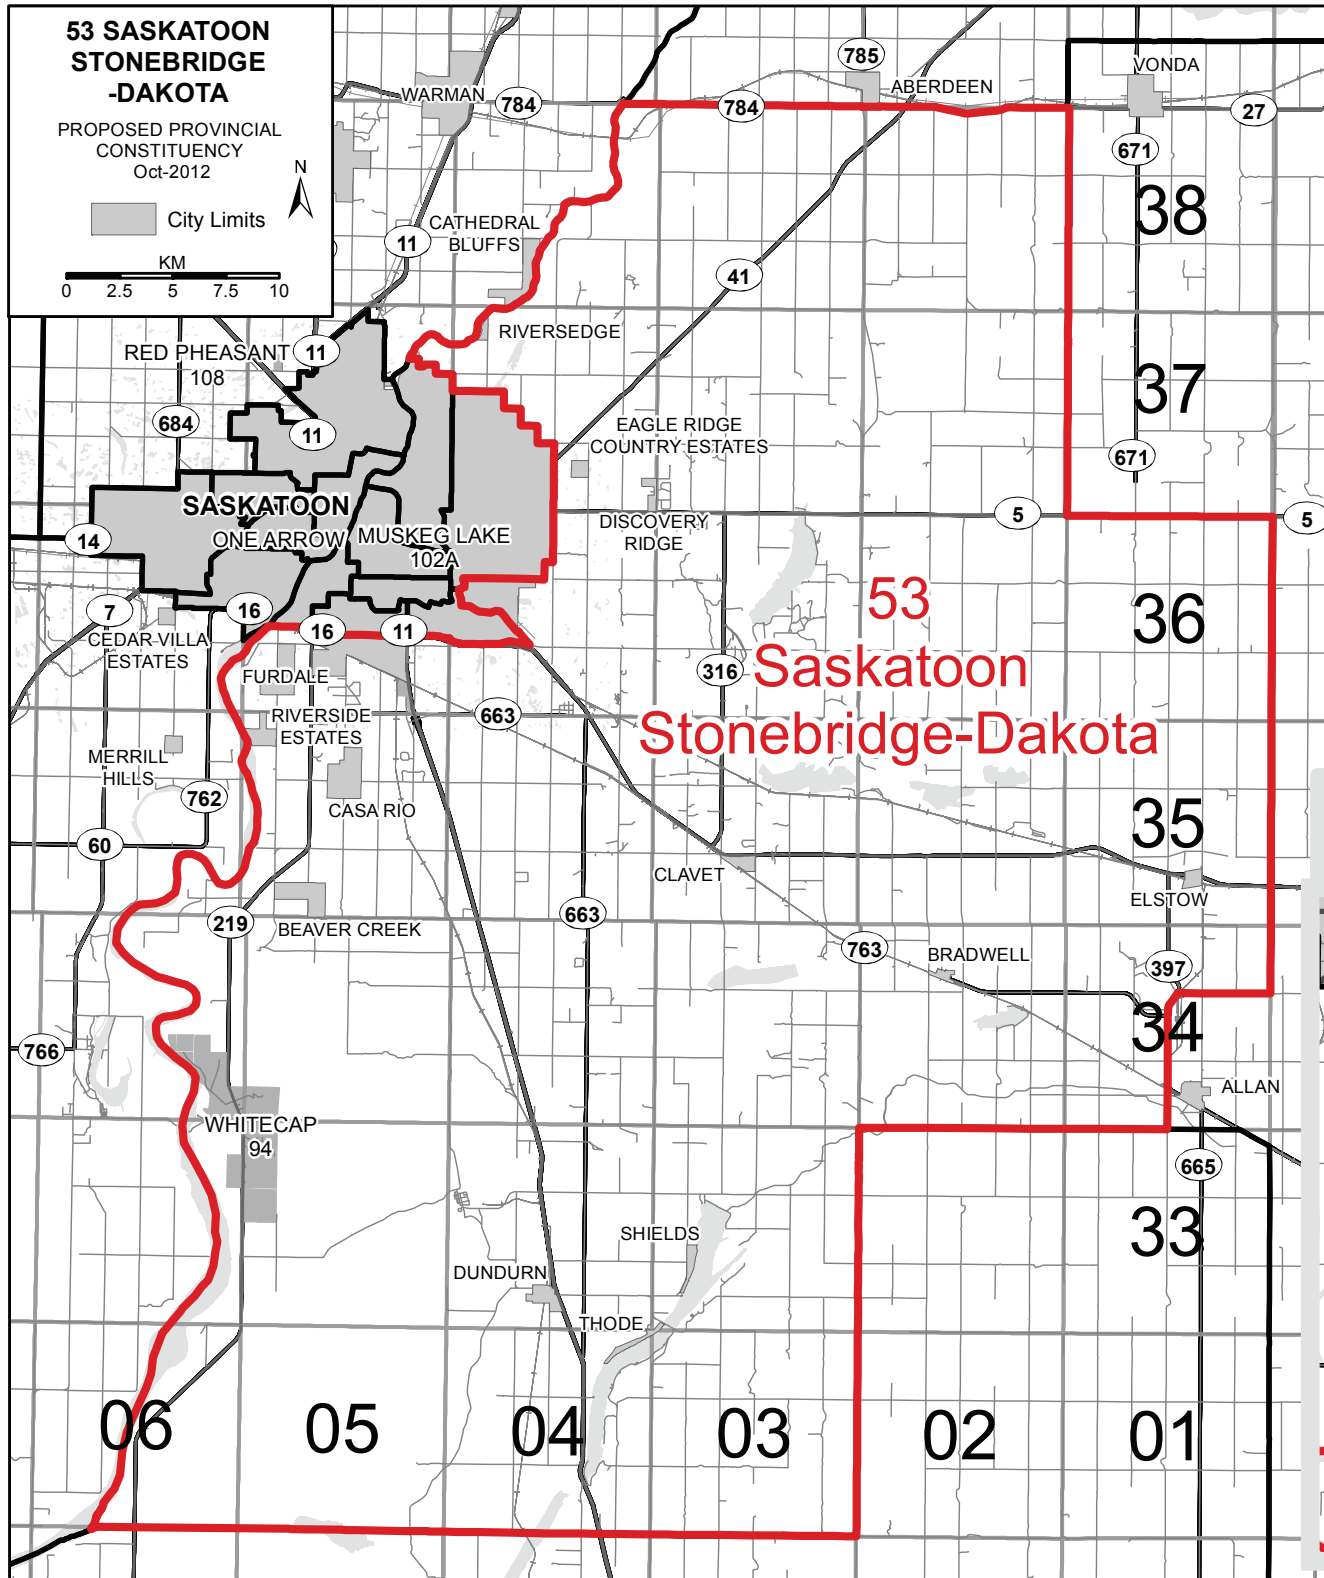 53 SASKATOON
STONEBRIDGE
-DAKOTA
PROPOSED PROVINCIAL
CONSTITUENCY
Oct-2012
N
City Limits
KM
0 2.5 5 7.5 10
785
VONDA
WARMAN
784
784
ABERDEEN
27
671
38
CATHEDRAL
BLUFFS
11
41
RIVERSEDGE
RED PHEASANT
108
11
37
684
11
EAGLE RIDGE
COUNTRY ESTATES
671
SASKATOON
ONE ARROW
MUSKEG LAKE
102A
DISCOVERY
RIDGE
5
5
14
53
Saskatoon
Stonebridge-Dakota
36
7
16
16
11
CEDAR VILLA
ESTATES
FURDALE
316
RIVERSIDE
ESTATES
663
MERRILL
HILLS
762
CASA RIO
35
60
CLAVET
ELSTOW
219
BEAVER CREEK
663
763
BRADWELL
397
34
766
ALLAN
WHITECAP
94
665
33
SHIELDS
DUNDURN
THODE
06
05
04
03
02
01